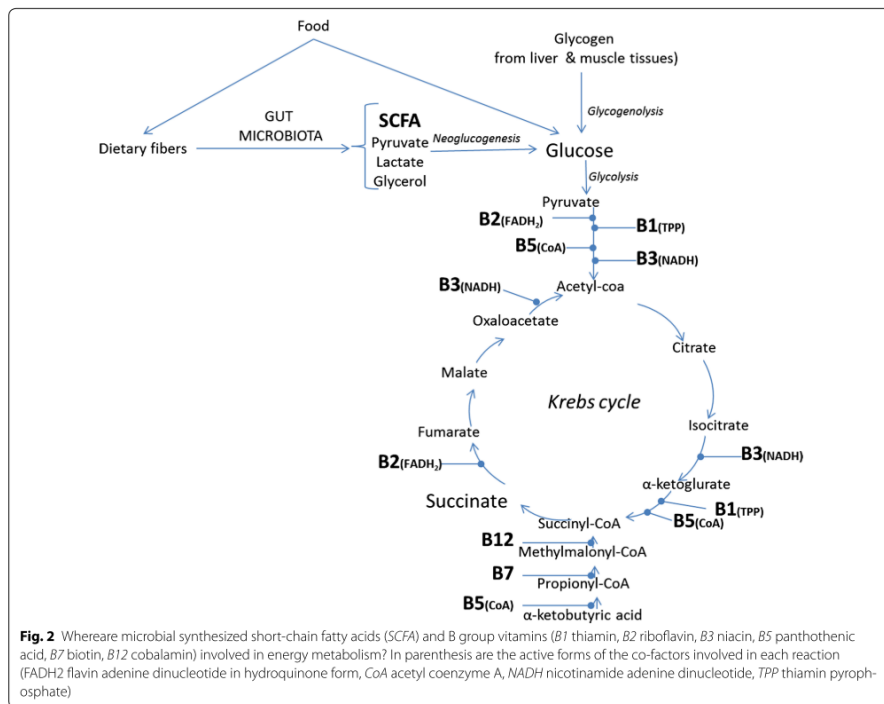 Food
Glycogen
from liver & muscle tissues)
Glycogenolysis
GUT
MICROBIOTA
Dietary fibers
SCFA
Pyruvate
Lactate
Glycerol
Neoglucogenesis
Glucose
Glycolysis
Pyruvate
B2(FADH₂)
B1(TPP)
B5(CoA)
B3(NADH)
Acetyl-coa
B3(NADH)
Oxaloacetate
Citrate
Malate
Krebs cycle
Isocitrate
Fumarate
B3(NADH)
B2(FADH₂)
α-ketoglurate
Succinate
B1(TPP)
B5(CoA)
Succinyl-CoA
B12
Methylmalonyl-CoA
B7
Propionyl-CoA
B5(CoA)
α-ketobutyric acid
Fig. 2 Whereare microbial synthesized short-chain fatty acids (SCFA) and B group vitamins (B1 thiamin, B2 riboflavin, B3 niacin, B5 panthothenic
acid, B7 biotin, B12 cobalamin) involved in energy metabolism? In parenthesis are the active forms of the co-factors involved in each reaction
(FADH2 flavin adenine dinucleotide in hydroquinone form, CoA acetyl coenzyme A, NADH nicotinamide adenine dinucleotide, TPP thiamin pyroph-
osphate)